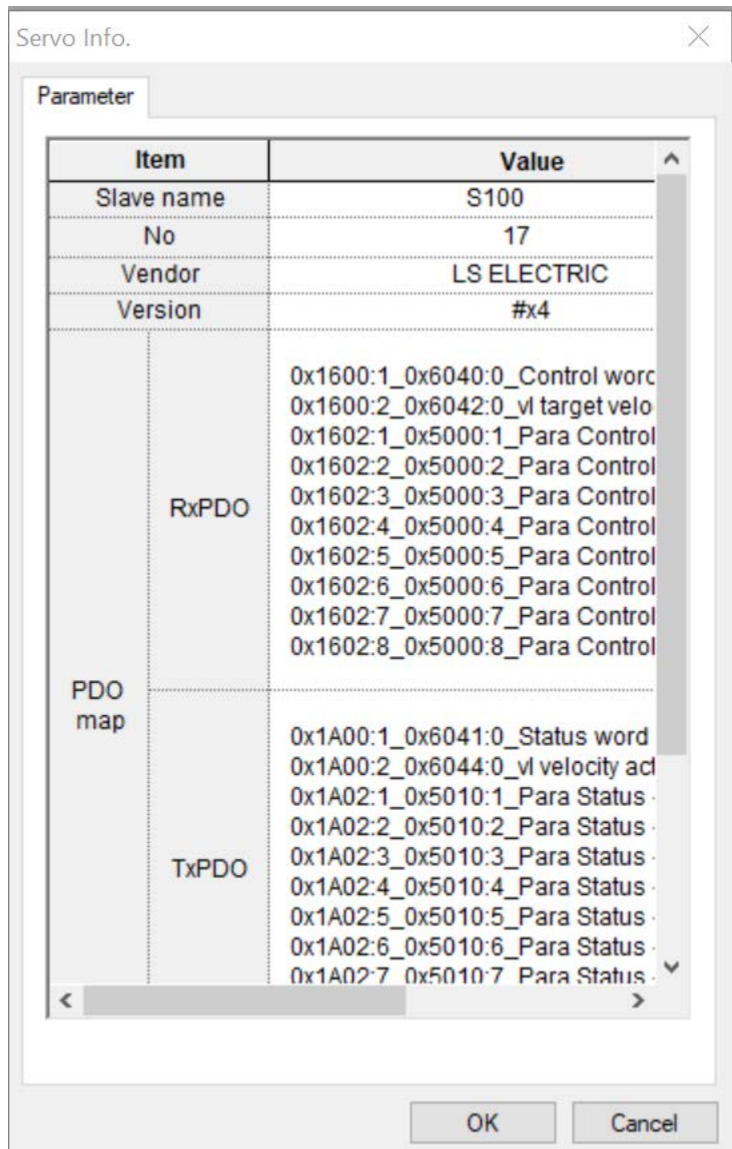 Servo Info.
Parameter
Item Value
Slave name S100
No 17
Vendor LS ELECTRIC
Version #x4
PDO map
RxPDO
0x1600:1_0x6040:0_Control word
0x1600:2_0x6042:0_vl target velo
0x1602:1_0x5000:1_Para Control
0x1602:2_0x5000:2_Para Control
0x1602:3_0x5000:3_Para Control
0x1602:4_0x5000:4_Para Control
0x1602:5_0x5000:5_Para Control
0x1602:6_0x5000:6_Para Control
0x1602:7_0x5000:7_Para Control
0x1602:8_0x5000:8_Para Control
TxPDO
0x1A00:1_0x6041:0_Status word
0x1A00:2_0x6044:0_vl velocity act
0x1A02:1_0x5010:1_Para Status -
0x1A02:2_0x5010:2_Para Status -
0x1A02:3_0x5010:3_Para Status -
0x1A02:4_0x5010:4_Para Status -
0x1A02:5_0x5010:5_Para Status -
0x1A02:6_0x5010:6_Para Status -
0x1A02:7_0x5010:7_Para Status -
OK Cancel